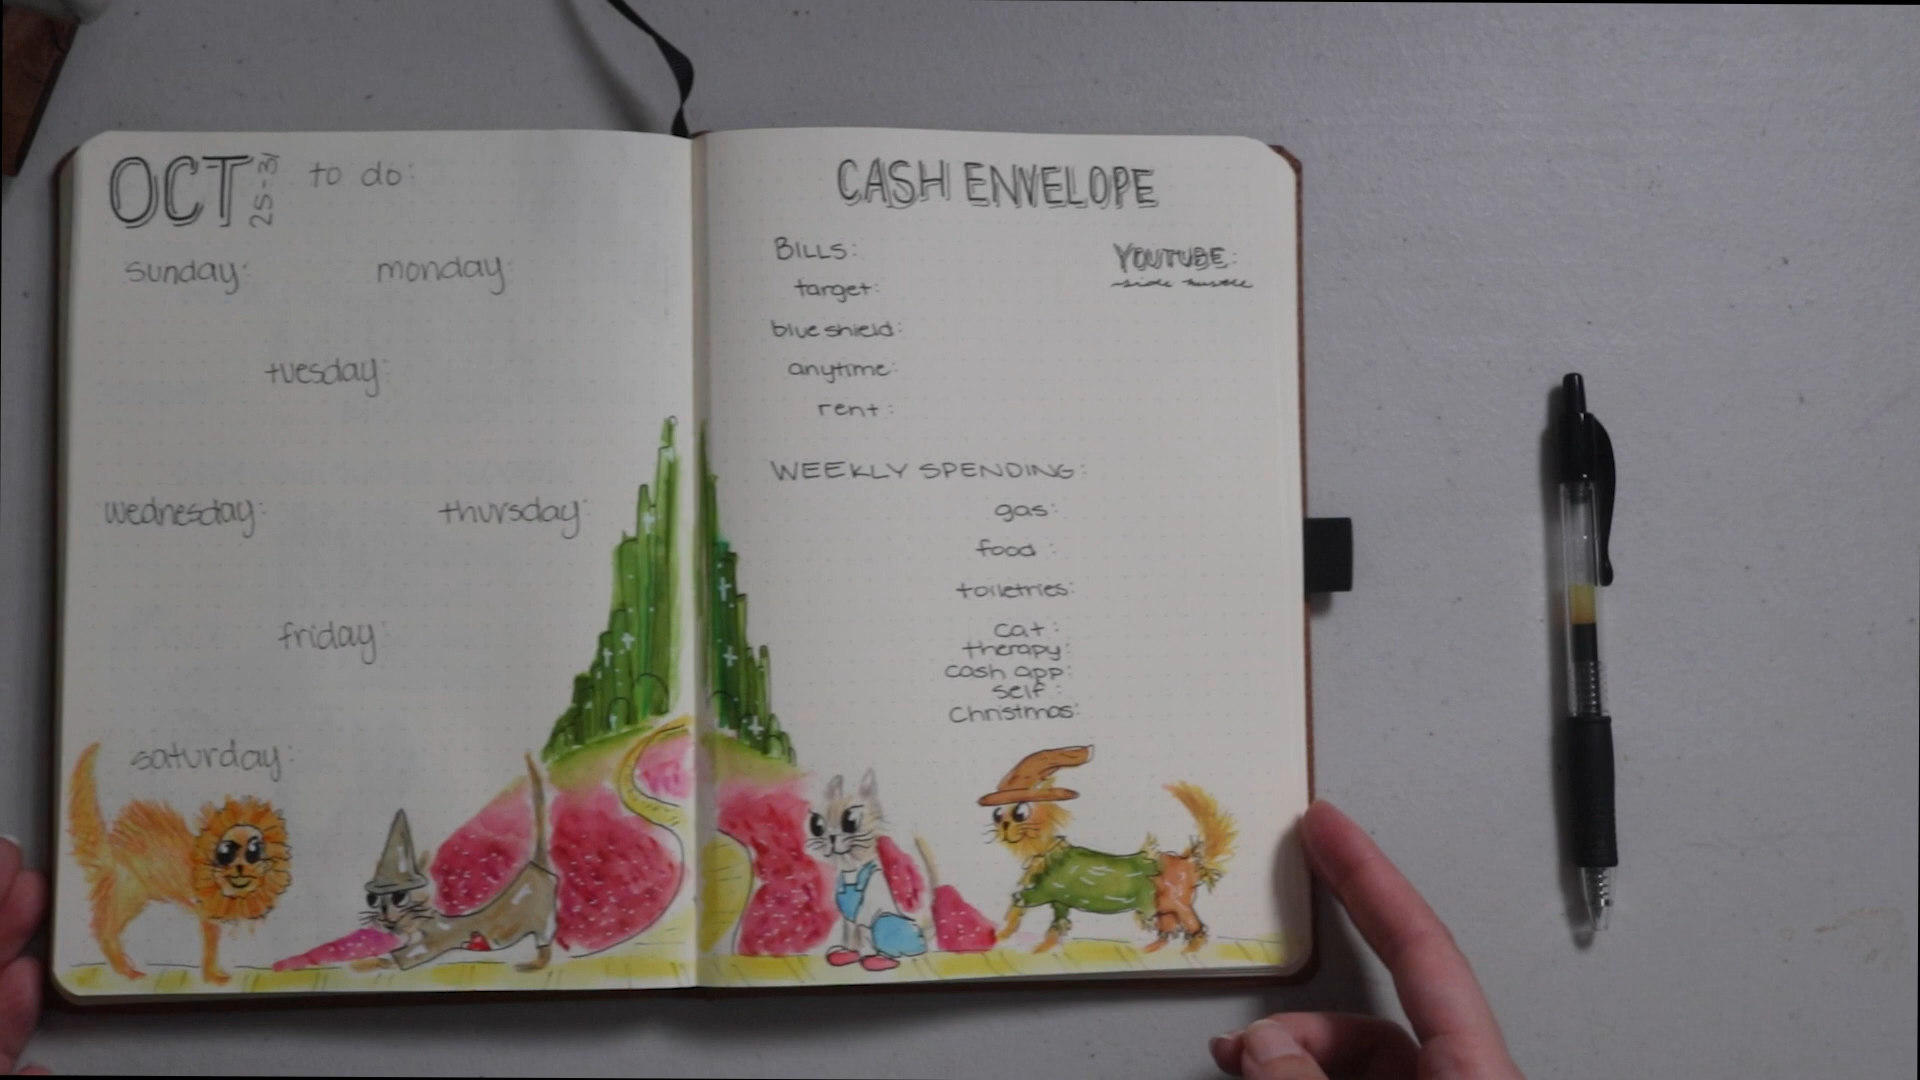 OCT 25-31 to do:
sunday: monday:
tuesday:
wednesday: thursday:
friday:
saturday:
CASH ENVELOPE
BILLS:
target:
blue shield:
anytime:
rent:
YOUTUBE:
side hustle
WEEKLY SPENDING:
gas:
food :
toiletries:
cat:
therapy:
cash app:
self:
Christmas: